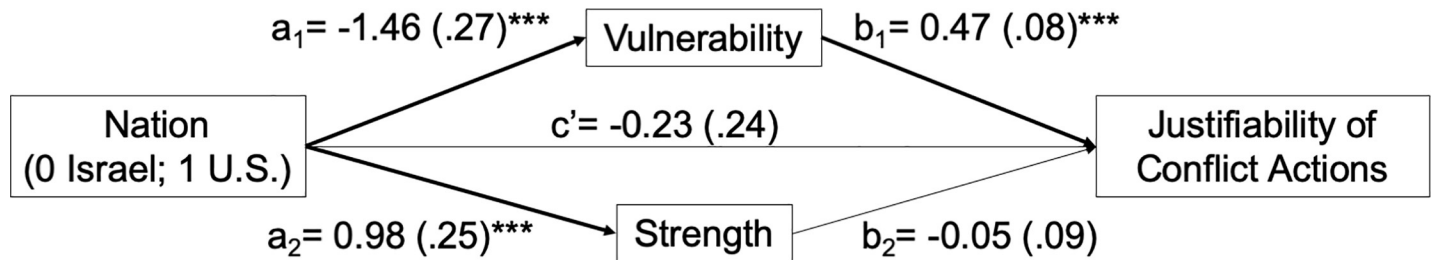 a₁= -1.46 (.27)***
Vulnerability
b₁= 0.47 (.08)***
Nation
(0 Israel; 1 U.S.)
c’= -0.23 (.24)
Justifiability of
Conflict Actions
a₂= 0.98 (.25)***
Strength
b₂= -0.05 (.09)